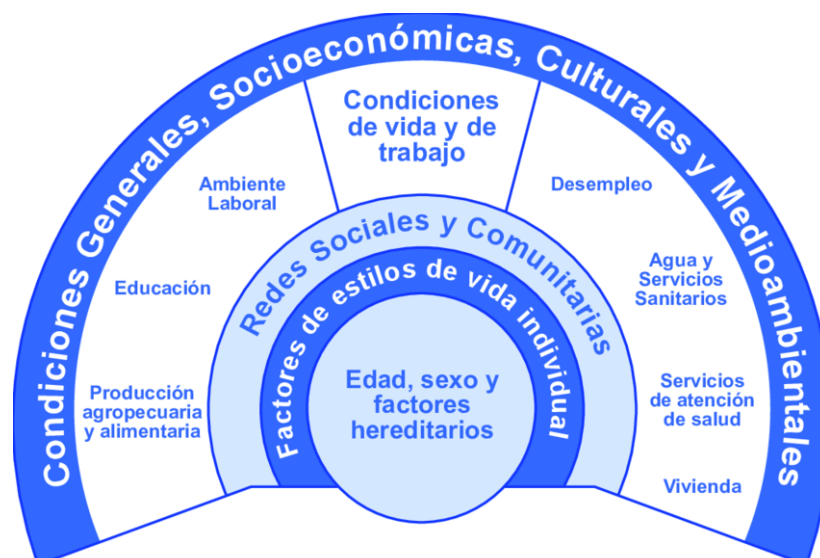 Condiciones Generales, Socioeconómicas, Culturales y Medioambientales
Condiciones
de vida y de
trabajo
Ambiente
Laboral
Desempleo
Redes Sociales y Comunitarias
Educación
Agua y
Servicios
Sanitarios
Factores de estilos de vida individual
Edad, sexo y
factores
hereditarios
Producción
agropecuaria
y alimentaria
Servicios
de atención
de salud
Vivienda